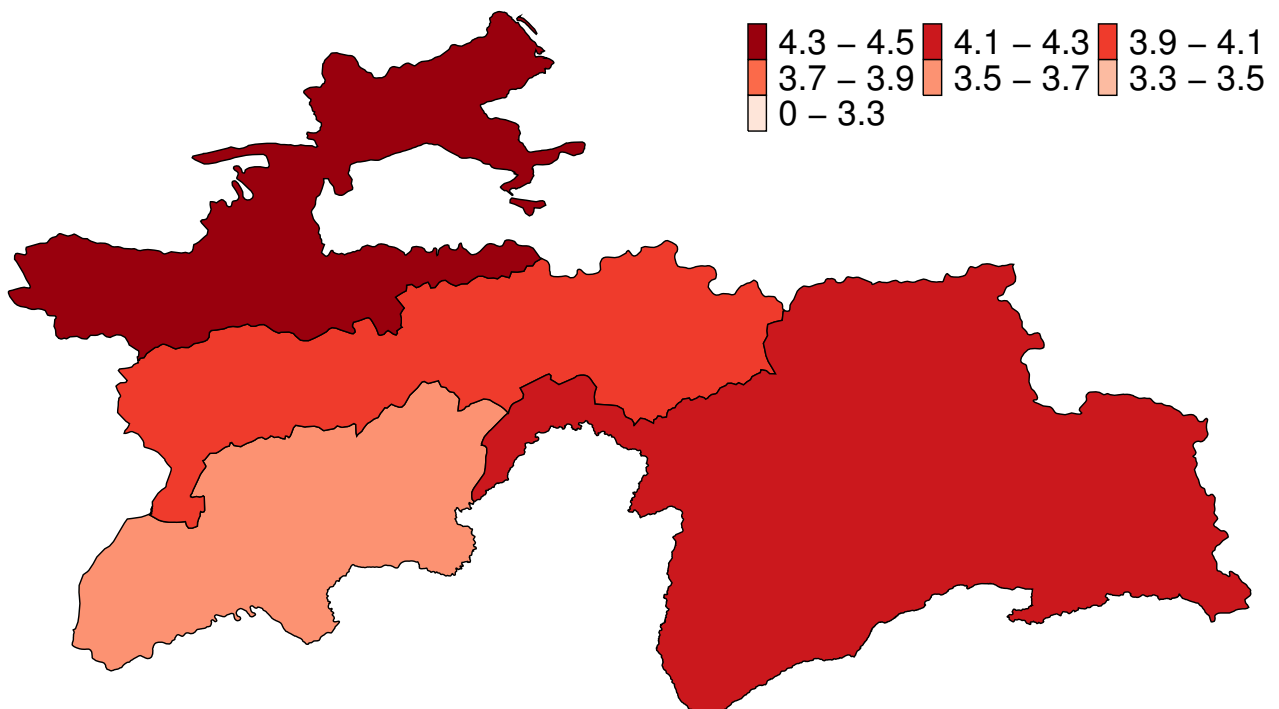 4.3 – 4.5 4.1 – 4.3 3.9 – 4.1
3.7 – 3.9 3.5 – 3.7 3.3 – 3.5
0 – 3.3